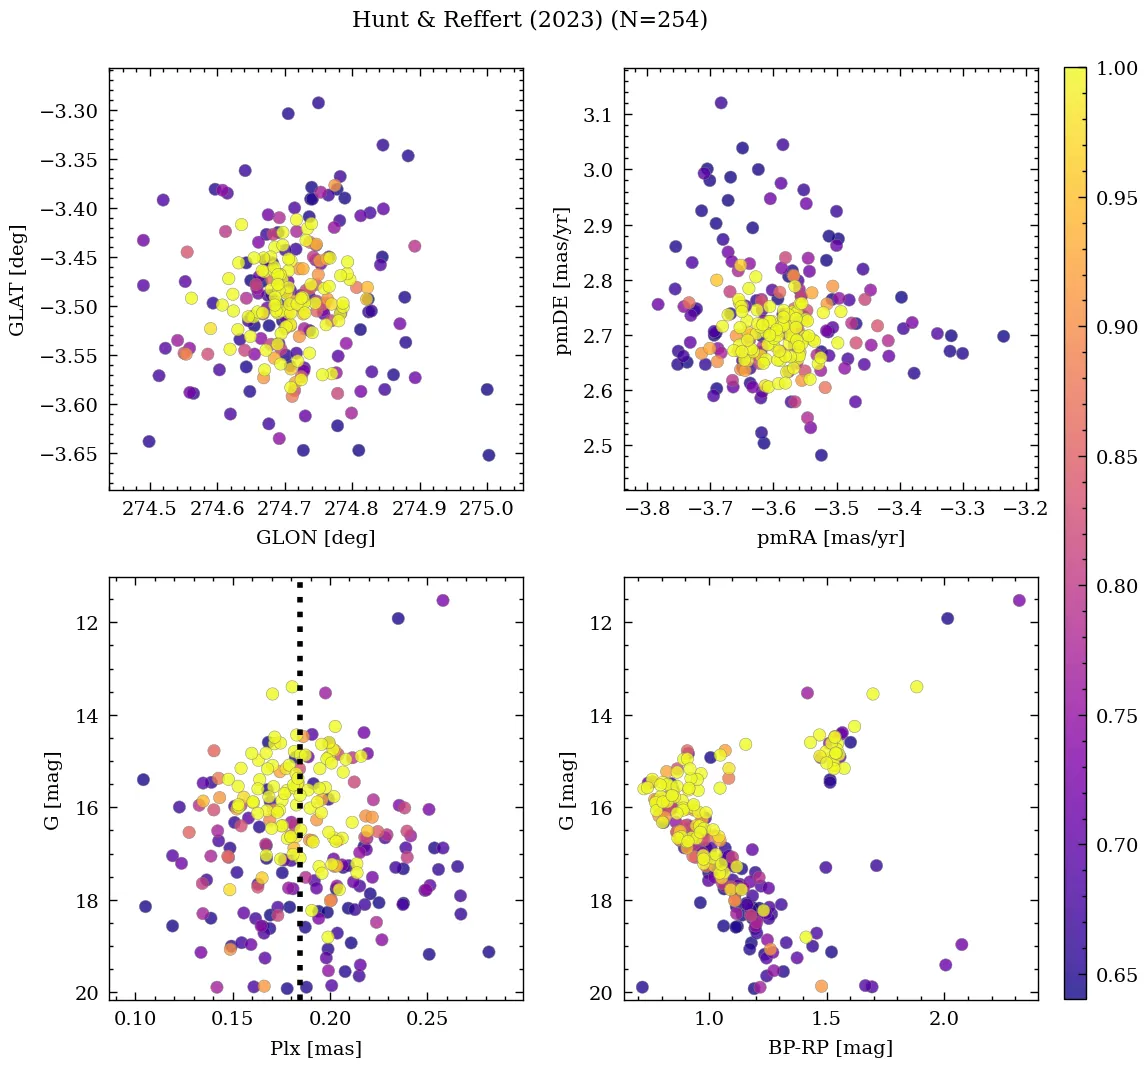 Hunt & Reffert (2023) (N=254)
−3.30
−3.35
−3.40
−3.45
−3.50
−3.55
−3.60
−3.65
GLAT [deg]
274.5 274.6 274.7 274.8 274.9 275.0
GLON [deg]
3.1
3.0
2.9
2.8
2.7
2.6
2.5
pmDE [mas/yr]
−3.8 −3.7 −3.6 −3.5 −3.4 −3.3 −3.2
pmRA [mas/yr]
12
14
16
18
20
G [mag]
0.10 0.15 0.20 0.25
Plx [mas]
12
14
16
18
20
G [mag]
1.0 1.5 2.0
BP-RP [mag]
1.00
0.95
0.90
0.85
0.80
0.75
0.70
0.65